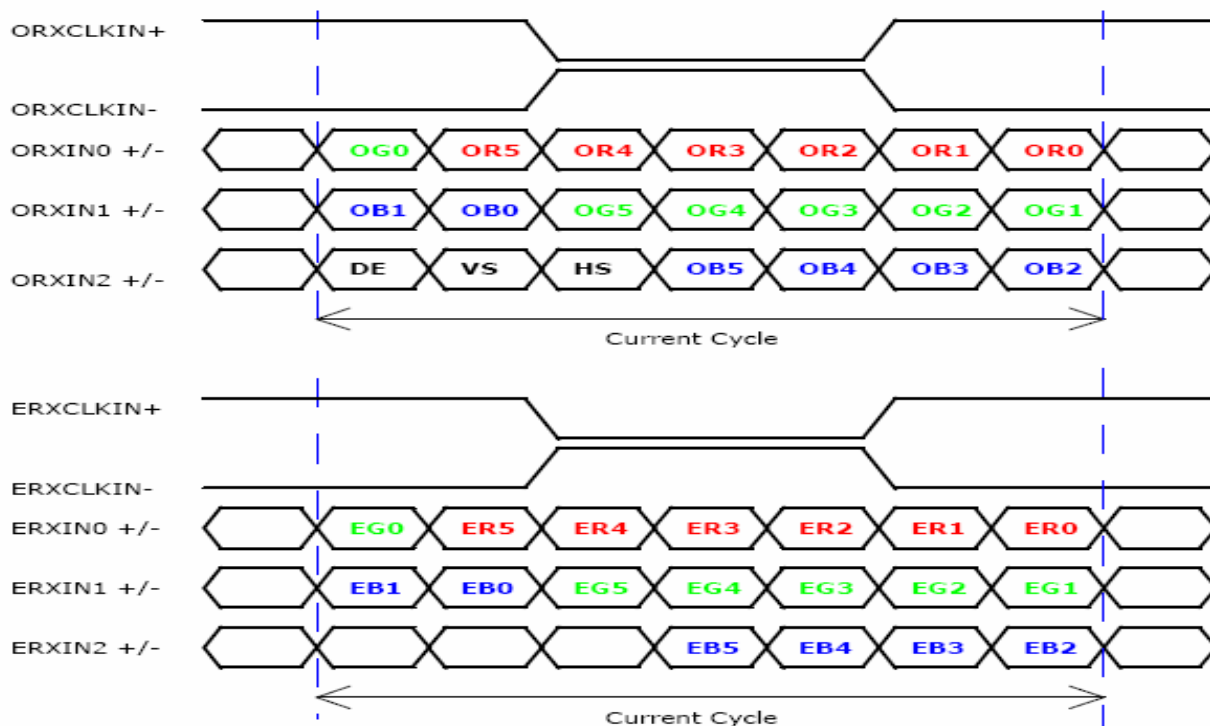 ORXCLKIN+
ORXCLKIN-
ORXIN0 +/- OG0 OR5 OR4 OR3 OR2 OR1 OR0
ORXIN1 +/- OB1 OB0 OG5 OG4 OG3 OG2 OG1
ORXIN2 +/- DE VS HS OB5 OB4 OB3 OB2
Current Cycle
ERXCLKIN+
ERXCLKIN-
ERXIN0 +/- EG0 ER5 ER4 ER3 ER2 ER1 ER0
ERXIN1 +/- EB1 EB0 EG5 EG4 EG3 EG2 EG1
ERXIN2 +/- EB5 EB4 EB3 EB2
Current Cycle